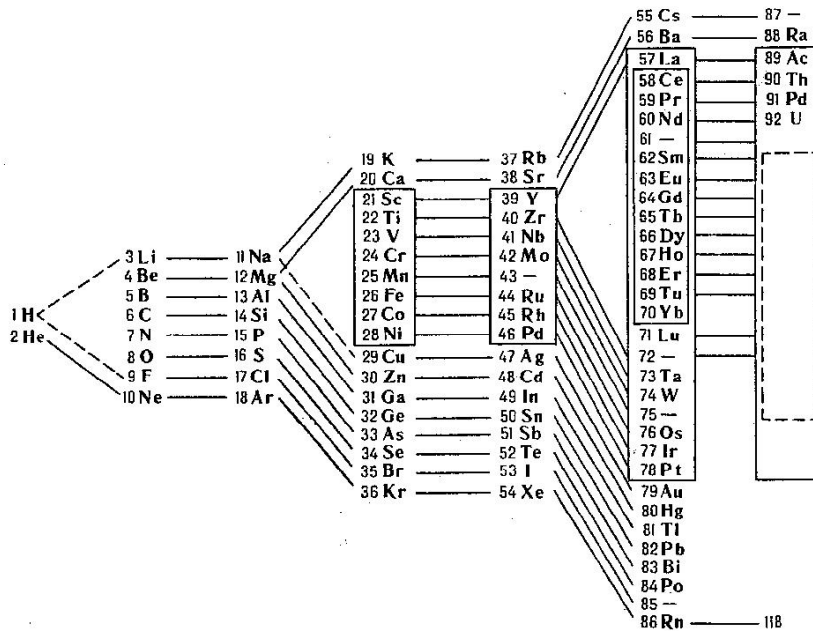 1 H
2 He
3 Li
4 Be
5 B
6 C
7 N
8 O
9 F
10 Ne
11 Na
12 Mg
13 Al
14 Si
15 P
16 S
17 Cl
18 Ar
19 K
20 Ca
21 Sc
22 Ti
23 V
24 Cr
25 Mn
26 Fe
27 Co
28 Ni
29 Cu
30 Zn
31 Ga
32 Ge
33 As
34 Se
35 Br
36 Kr
37 Rb
38 Sr
39 Y
40 Zr
41 Nb
42 Mo
43 —
44 Ru
45 Rh
46 Pd
47 Ag
48 Cd
49 In
50 Sn
51 Sb
52 Te
53 I
54 Xe
55 Cs
56 Ba
57 La
58 Ce
59 Pr
60 Nd
61 —
62 Sm
63 Eu
64 Gd
65 Tb
66 Dy
67 Ho
68 Er
69 Tu
70 Yb
71 Lu
72 —
73 Ta
74 W
75 —
76 Os
77 Ir
78 Pt
79 Au
80 Hg
81 Tl
82 Pb
83 Bi
84 Po
85 —
86 Rn
87 —
88 Ra
89 Ac
90 Th
91 Pd
92 U
118